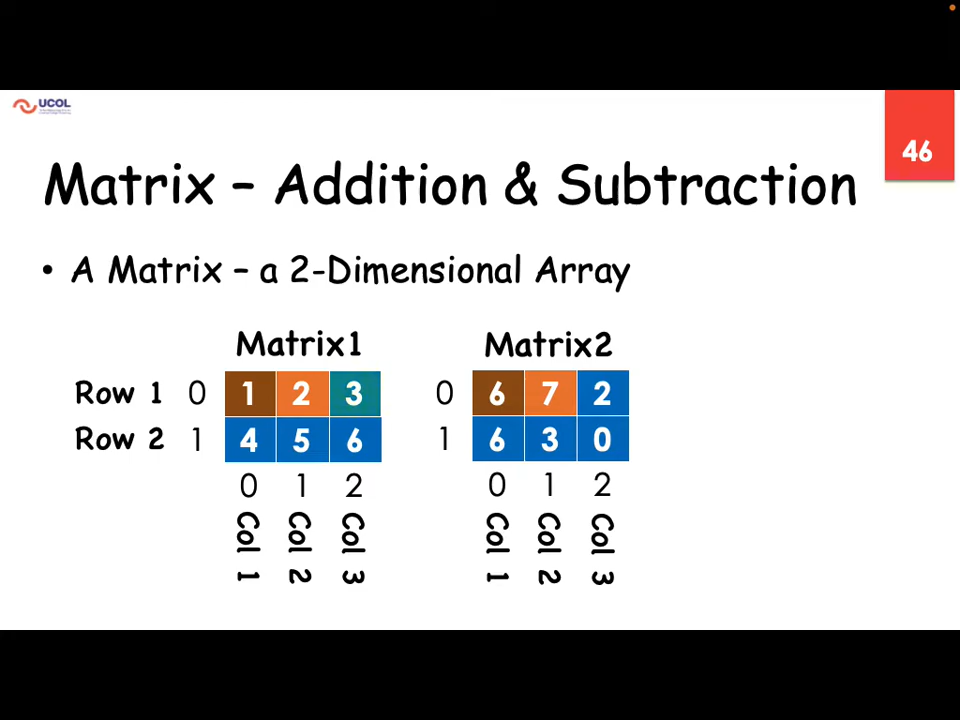 UCOL
46
Matrix – Addition & Subtraction
• A Matrix – a 2-Dimensional Array
Matrix1 Matrix2
Row 1 0 1 2 3 0 6 7 2
Row 2 1 4 5 6 1 6 3 0
0 1 2 0 1 2
Col 1 Col 2 Col 3 Col 1 Col 2 Col 3